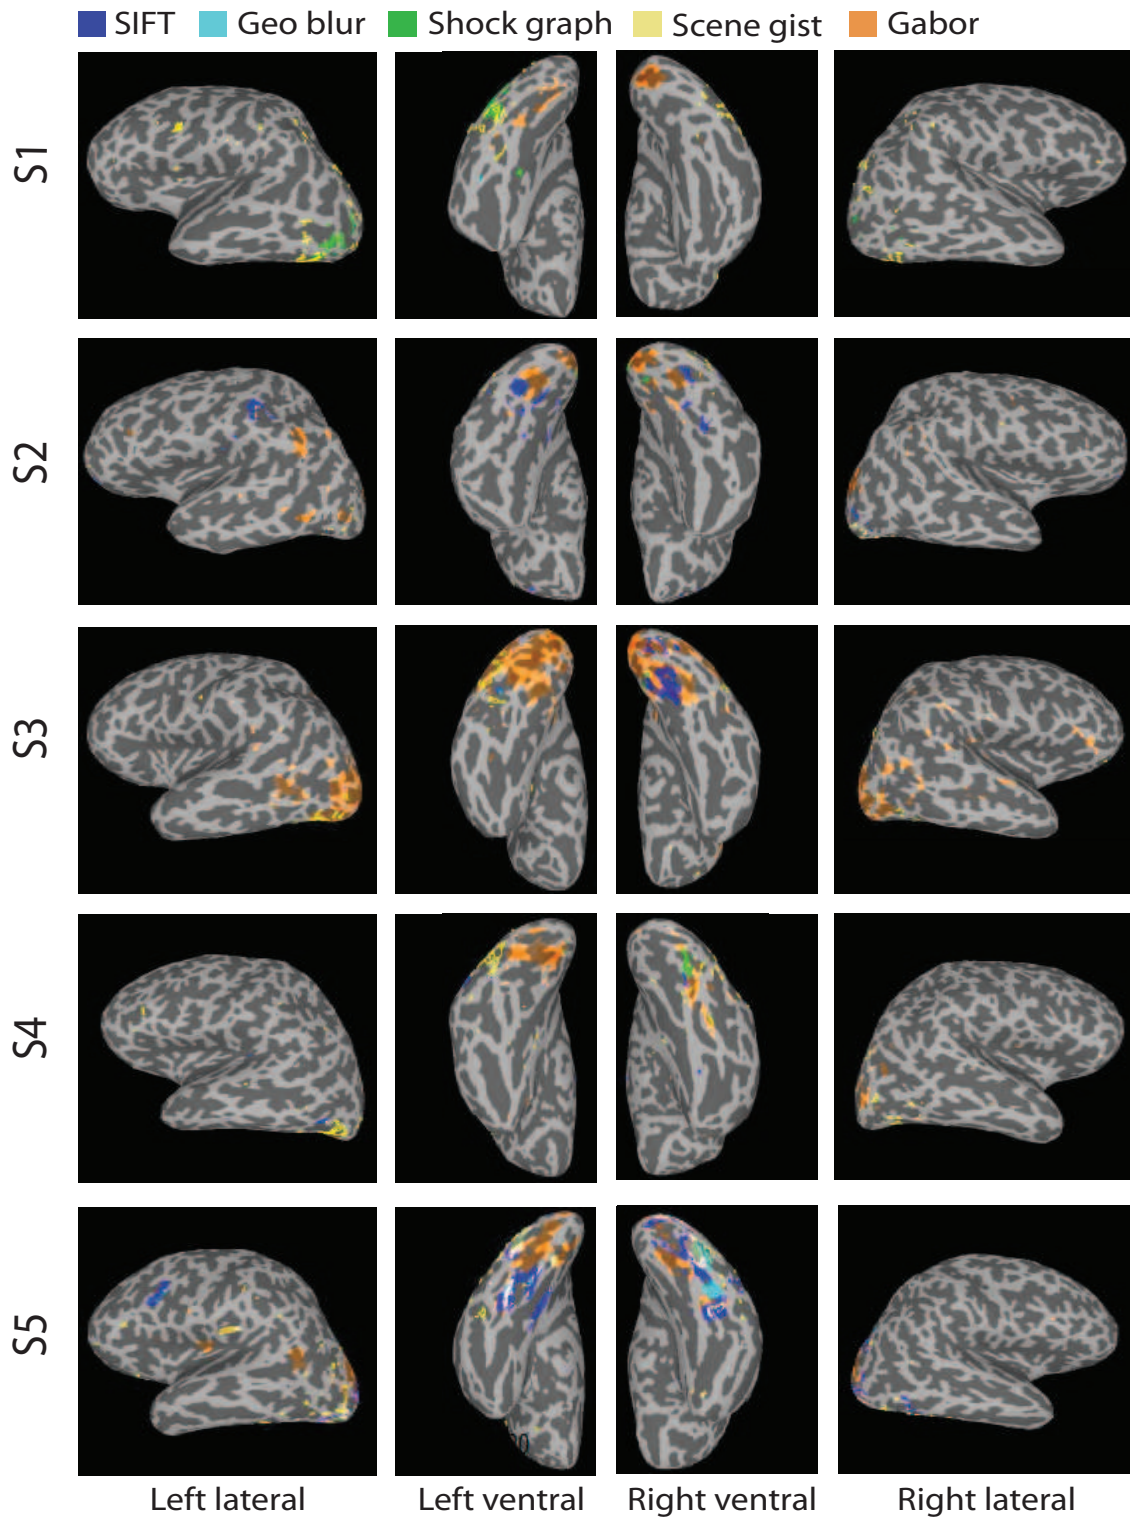 SIFT Geo blur Shock graph Scene gist Gabor
S1
S2
S3
S4
S5
Left lateral Left ventral Right ventral Right lateral